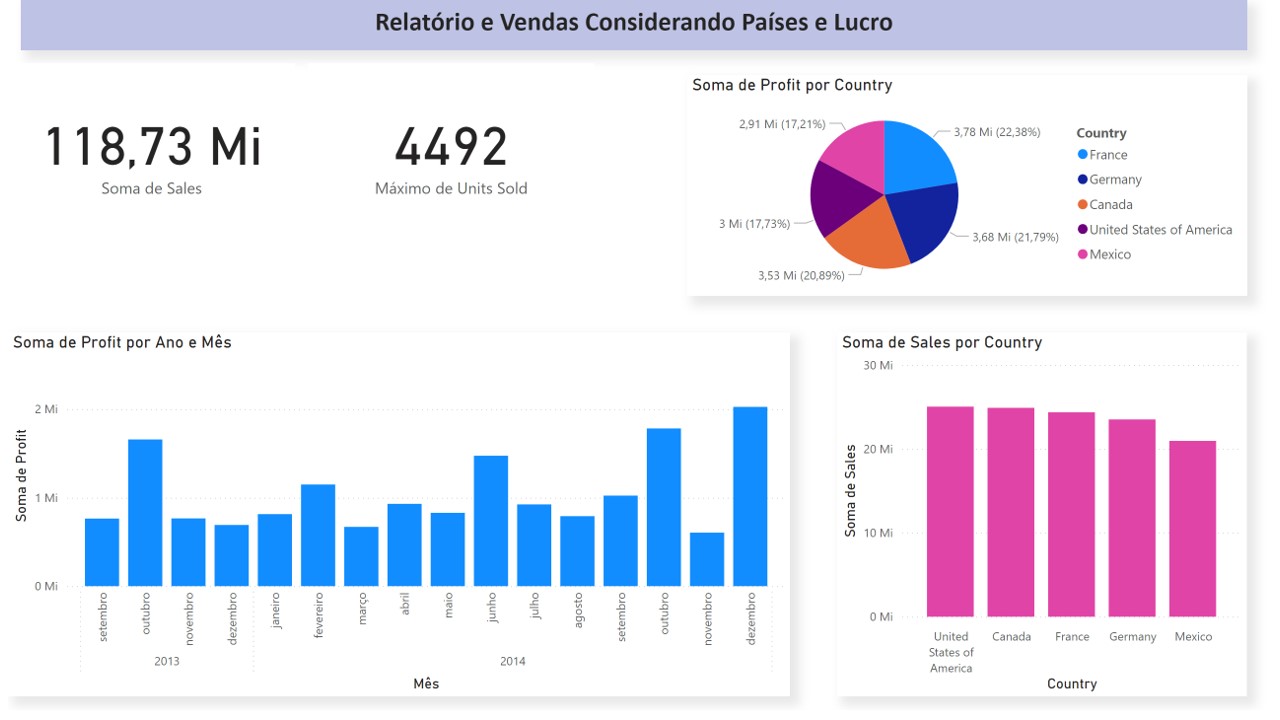 Relatório e Vendas Considerando Países e Lucro
118,73 Mi
Soma de Sales
4492
Máximo de Units Sold
Soma de Profit por Country
2,91 Mi (17,21%)
3,78 Mi (22,38%)
3 Mi (17,73%)
3,68 Mi (21,79%)
3,53 Mi (20,89%)
Country
France
Germany
Canada
United States of America
Mexico
Soma de Profit por Ano e Mês
Soma de Profit
2 Mi
1 Mi
0 Mi
setembro
outubro
novembro
dezembro
janeiro
fevereiro
março
abril
maio
junho
julho
agosto
setembro
outubro
novembro
dezembro
2013
2014
Mês
Soma de Sales por Country
Soma de Sales
30 Mi
20 Mi
10 Mi
0 Mi
United
States of
America
Canada
France
Germany
Mexico
Country